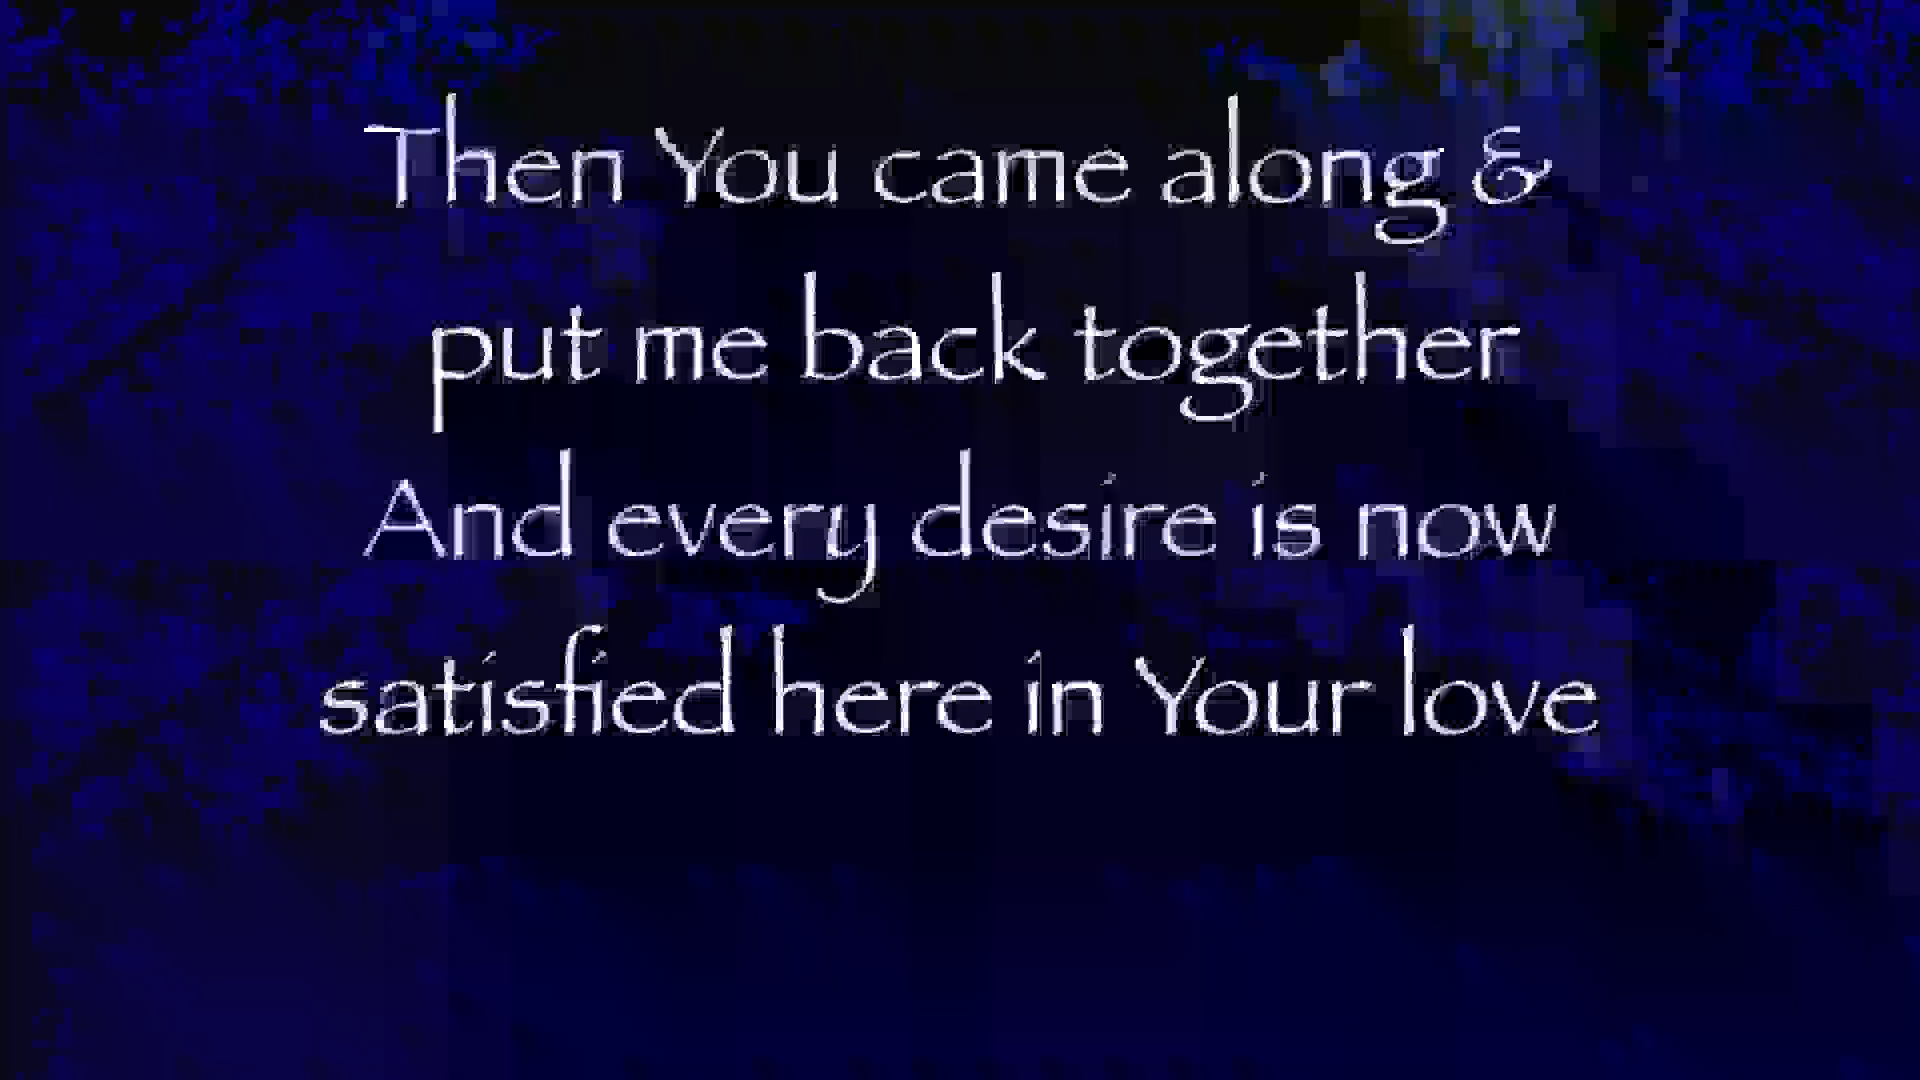 Then You came along &
put me back together
And every desire is now
satisfied here in Your love